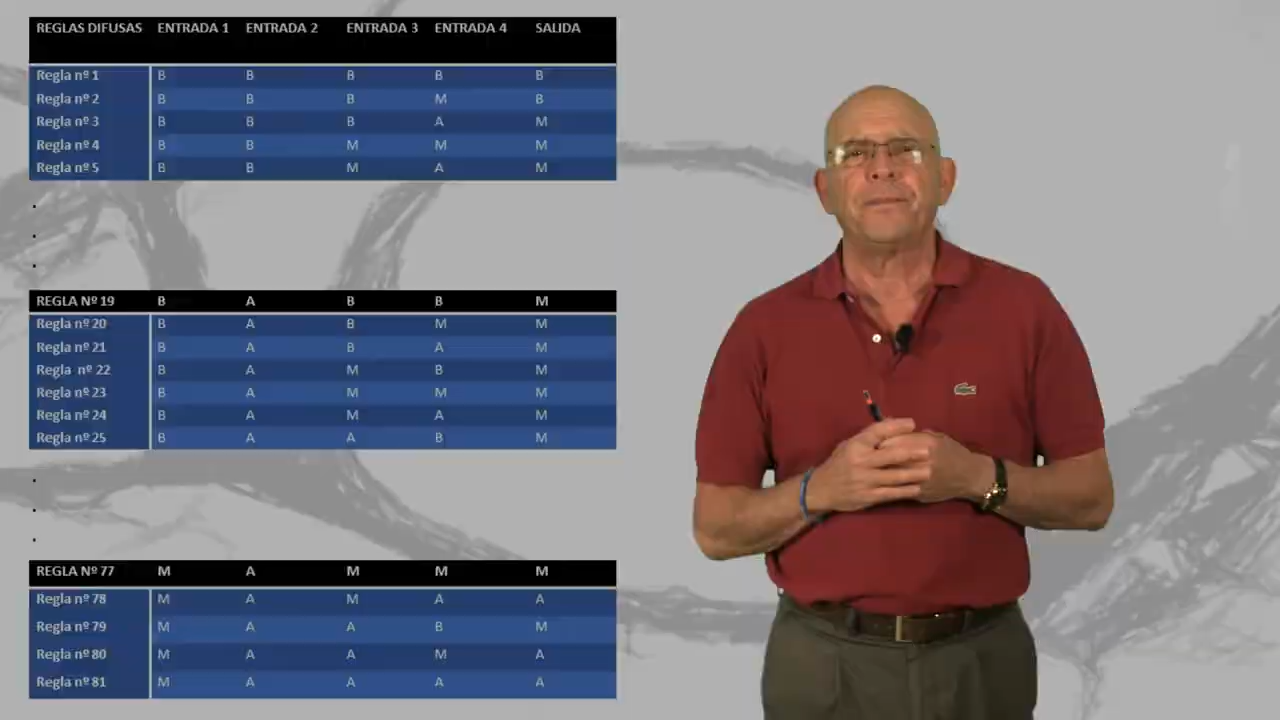 REGLAS DIFUSAS ENTRADA 1 ENTRADA 2 ENTRADA 3 ENTRADA 4 SALIDA
Regla nº 1 B B B B B
Regla nº 2 B B B M B
Regla nº 3 B B B A M
Regla nº 4 B B M M M
Regla nº 5 B B M A M
.
.
.
REGLA Nº 19 B A B B M
Regla nº 20 B A B M M
Regla nº 21 B A B A M
Regla nº 22 B A M B M
Regla nº 23 B A M M M
Regla nº 24 B A M A M
Regla nº 25 B A A B M
.
.
.
REGLA Nº 77 M A M M M
Regla nº 78 M A M A A
Regla nº 79 M A A B M
Regla nº 80 M A A M A
Regla nº 81 M A A A A